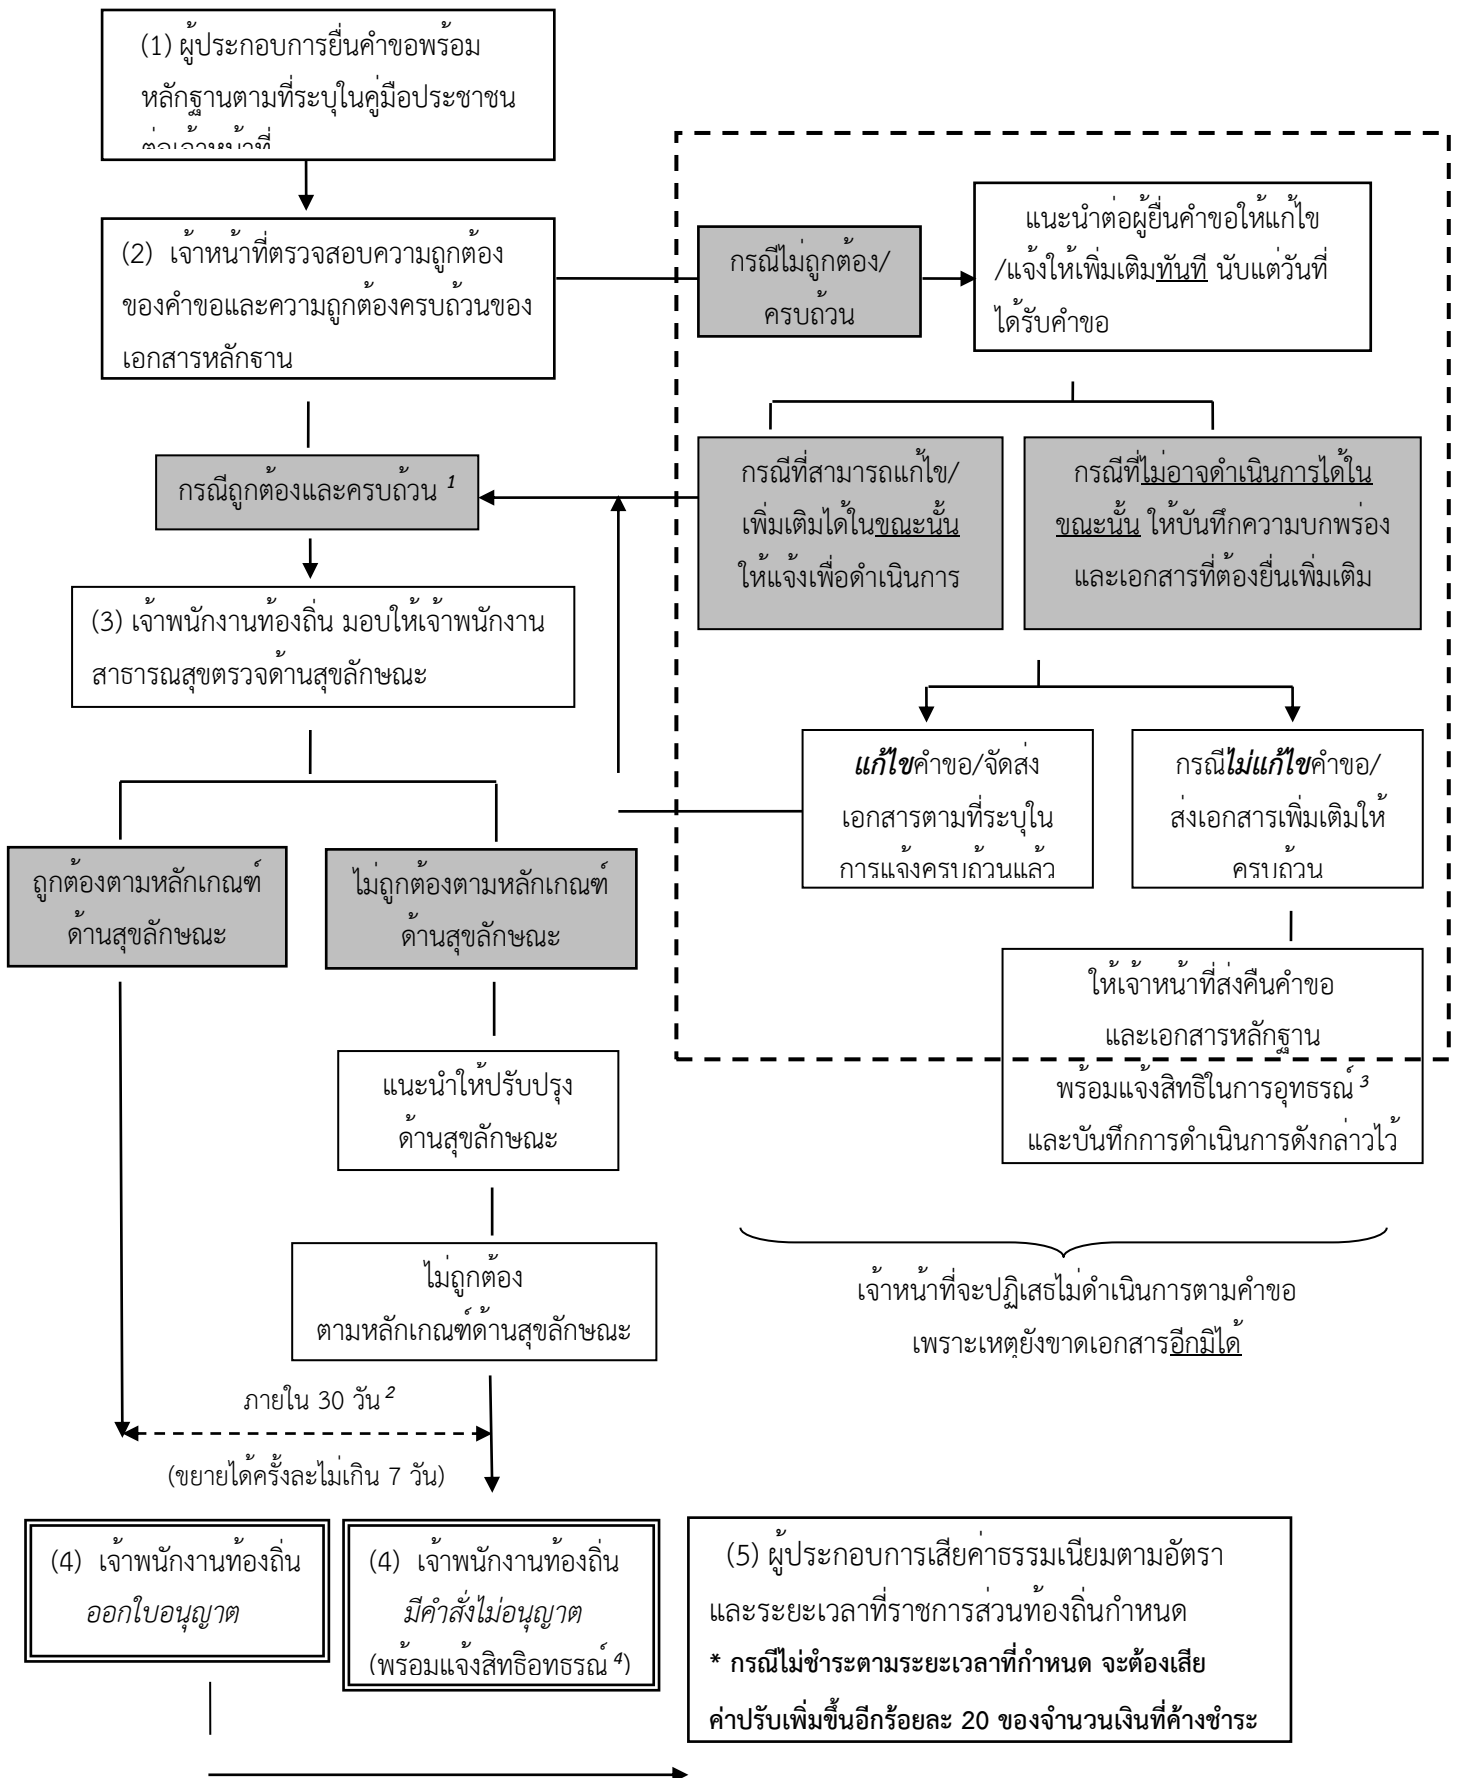 (1) ผู้ประกอบการยื่นคำขอพร้อม
หลักฐานตามที่ระบุในคู่มือประชาชน
ต่อเจ้าหน้าที่
(2) เจ้าหน้าที่ตรวจสอบความถูกต้อง
ของคำขอและความถูกต้องครบถ้วนของ
เอกสารหลักฐาน
กรณีไม่ถูกต้อง/
ครบถ้วน
แนะนำต่อผู้ยื่นคำขอให้แก้ไข
/แจ้งให้เพิ่มเติมทันที นับแต่วันที่
ได้รับคำขอ
กรณีถูกต้องและครบถ้วน 1
กรณีที่สามารถแก้ไข/
เพิ่มเติมได้ในขณะนั้น
ให้แจ้งเพื่อดำเนินการ
กรณีที่ไม่อาจดำเนินการได้ใน
ขณะนั้น ให้บันทึกความบกพร่อง
และเอกสารที่ต้องยื่นเพิ่มเติม
(3) เจ้าพนักงานท้องถิ่น มอบให้เจ้าพนักงาน
สาธารณสุขตรวจด้านสุขลักษณะ
แก้ไขคำขอ/จัดส่ง
เอกสารตามที่ระบุใน
การแจ้งครบถ้วนแล้ว
กรณีไม่แก้ไขคำขอ/
ส่งเอกสารเพิ่มเติมให้
ครบถ้วน
ถูกต้องตามหลักเกณฑ์
ด้านสุขลักษณะ
ไม่ถูกต้องตามหลักเกณฑ์
ด้านสุขลักษณะ
ให้เจ้าหน้าที่ส่งคืนคำขอ
และเอกสารหลักฐาน
พร้อมแจ้งสิทธิในการอุทธรณ์ 3
และบันทึกการดำเนินการดังกล่าวไว้
แนะนำให้ปรับปรุง
ด้านสุขลักษณะ
ไม่ถูกต้อง
ตามหลักเกณฑ์ด้านสุขลักษณะ
เจ้าหน้าที่จะปฏิเสธไม่ดำเนินการตามคำขอ
เพราะเหตุยังขาดเอกสารอีกมิได้
ภายใน 30 วัน 2
(ขยายได้ครั้งละไม่เกิน 7 วัน)
(4) เจ้าพนักงานท้องถิ่น
ออกใบอนุญาต
(4) เจ้าพนักงานท้องถิ่น
มีคำสั่งไม่อนุญาต
(พร้อมแจ้งสิทธิอุทธรณ์ 4)
(5) ผู้ประกอบการเสียค่าธรรมเนียมตามอัตรา
และระยะเวลาที่ราชการส่วนท้องถิ่นกำหนด
* กรณีไม่ชำระตามระยะเวลาที่กำหนด จะต้องเสีย
ค่าปรับเพิ่มขึ้นอีกร้อยละ 20 ของจำนวนเงินที่ค้างชำระ